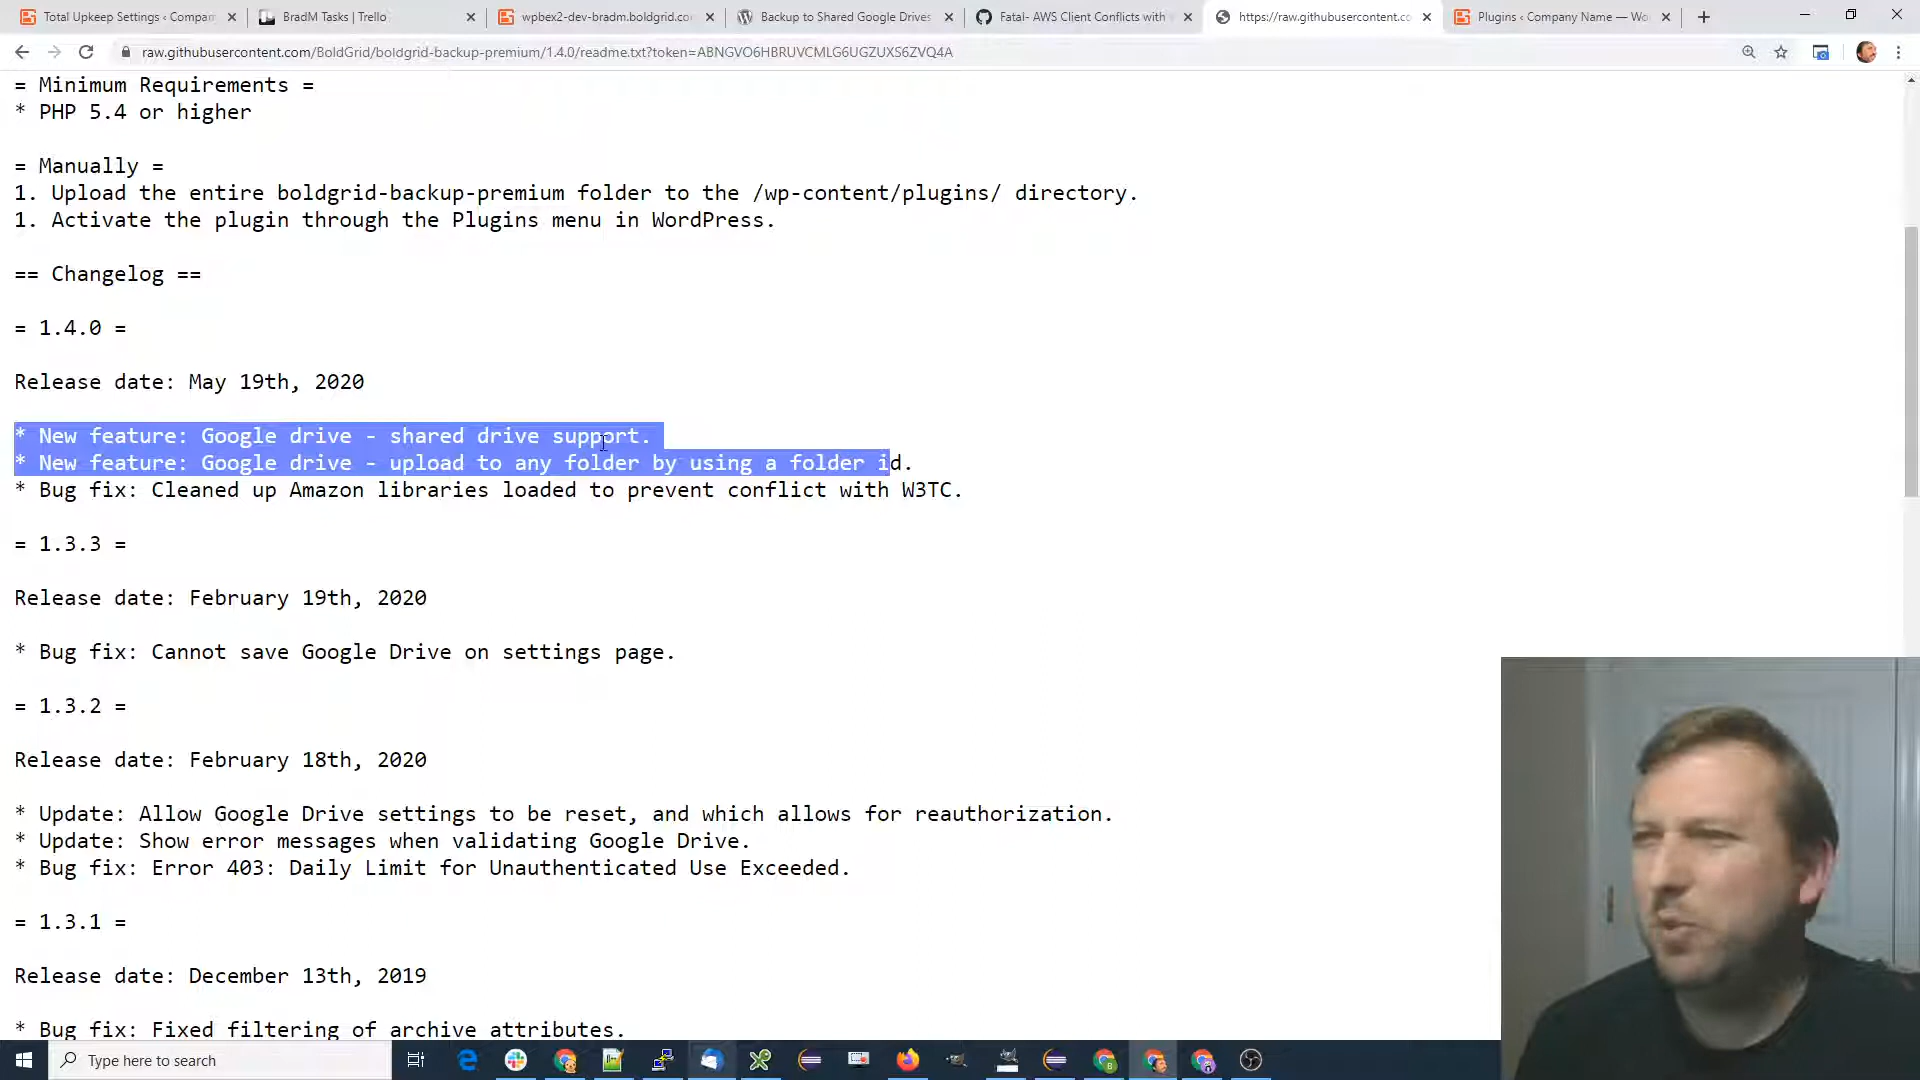 Total Upkeep Settings ‹ Compan
BradM Tasks | Trello
wpbex2-dev-bradm.boldgrid.co
Backup to Shared Google Drives
Fatal- AWS Client Conflicts with
https://raw.githubusercontent.co
Plugins ‹ Company Name — Wo
raw.githubusercontent.com/BoldGrid/boldgrid-backup-premium/1.4.0/readme.txt?token=ABNGVO6HBRUVCMLG6UGZUXS6ZVQ4A
= Minimum Requirements =
* PHP 5.4 or higher
= Manually =
1. Upload the entire boldgrid-backup-premium folder to the /wp-content/plugins/ directory.
1. Activate the plugin through the Plugins menu in WordPress.
== Changelog ==
= 1.4.0 =
Release date: May 19th, 2020
* New feature: Google drive - shared drive support.
* New feature: Google drive - upload to any folder by using a folder id.
* Bug fix: Cleaned up Amazon libraries loaded to prevent conflict with W3TC.
= 1.3.3 =
Release date: February 19th, 2020
* Bug fix: Cannot save Google Drive on settings page.
= 1.3.2 =
Release date: February 18th, 2020
* Update: Allow Google Drive settings to be reset, and which allows for reauthorization.
* Update: Show error messages when validating Google Drive.
* Bug fix: Error 403: Daily Limit for Unauthenticated Use Exceeded.
= 1.3.1 =
Release date: December 13th, 2019
* Bug fix: Fixed filtering of archive attributes.
Type here to search